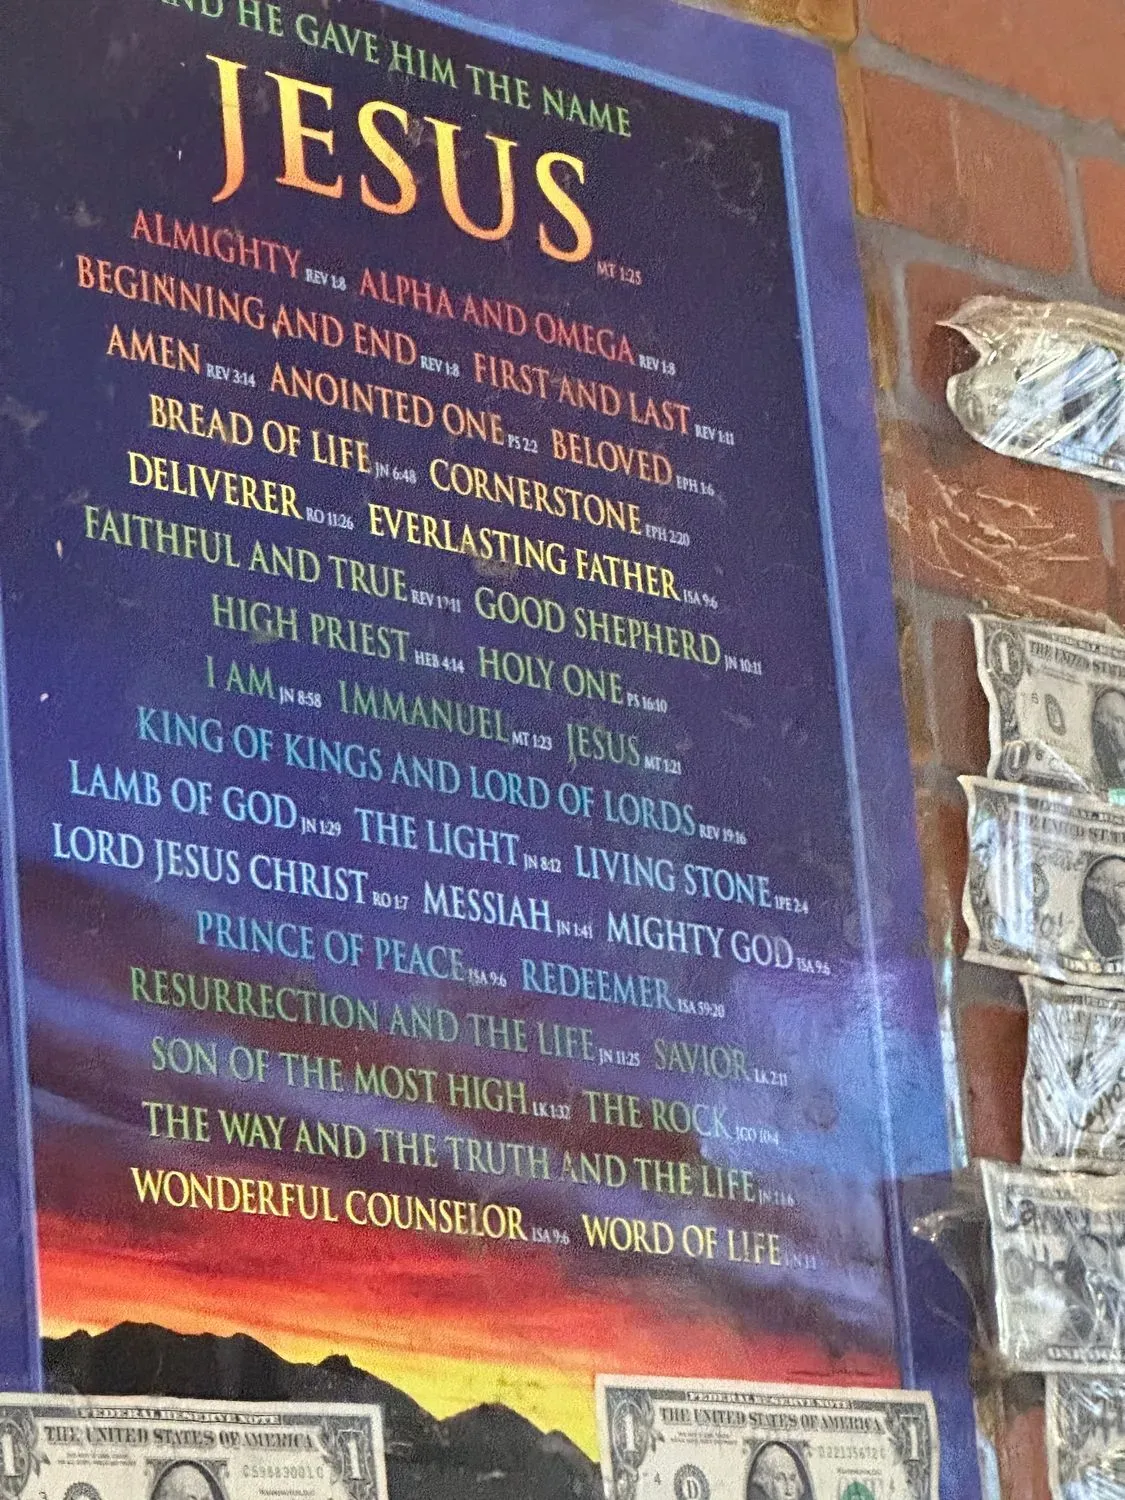 AND HE GAVE HIM THE NAME
JESUS MT 1:25
ALMIGHTY REV 1:8 ALPHA AND OMEGA REV 1:8
BEGINNING AND END REV 1:8 FIRST AND LAST REV 1:11
AMEN REV 3:14 ANOINTED ONE PS 2:2 BELOVED EPH 1:6
BREAD OF LIFE JN 6:48 CORNERSTONE EPH 2:20
DELIVERER RO 11:26 EVERLASTING FATHER ISA 9:6
FAITHFUL AND TRUE REV 19:11 GOOD SHEPHERD JN 10:11
HIGH PRIEST HEB 4:14 HOLY ONE PS 16:10
I AM JN 8:58 IMMANUEL MT 1:23 JESUS MT 1:21
KING OF KINGS AND LORD OF LORDS REV 19:16
LAMB OF GOD JN 1:29 THE LIGHT JN 8:12 LIVING STONE 1PE 2:4
LORD JESUS CHRIST RO 1:7 MESSIAH JN 1:41 MIGHTY GOD ISA 9:6
PRINCE OF PEACE ISA 9:6 REDEEMER ISA 59:20
RESURRECTION AND THE LIFE JN 11:25 SAVIOR LK 2:11
SON OF THE MOST HIGH LK 1:32 THE ROCK 1CO 10:4
THE WAY AND THE TRUTH AND THE LIFE JN 14:6
WONDERFUL COUNSELOR ISA 9:6 WORD OF LIFE
FEDERAL RESERVE NOTE
THE UNITED STATES OF AMERICA
1
FEDERAL RESERVE NOTE
THE UNITED STATES OF AMERICA
1
D
1
THE UNITED STATES